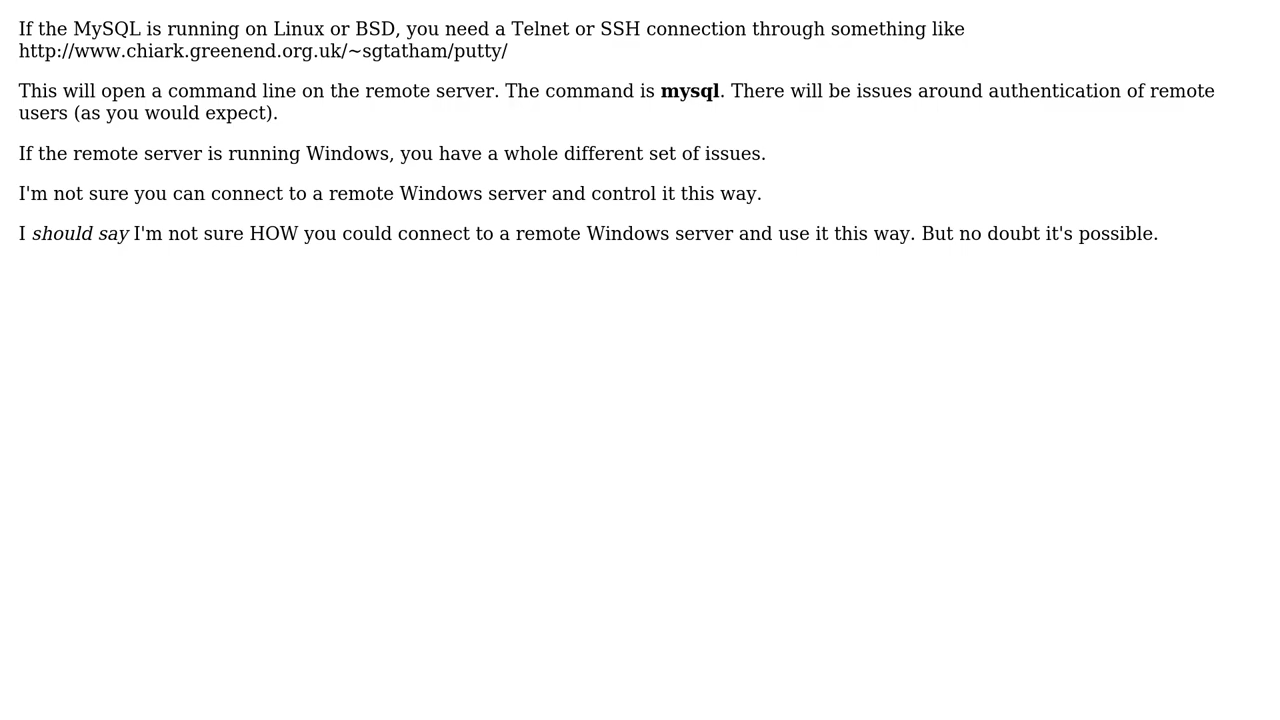 If the MySQL is running on Linux or BSD, you need a Telnet or SSH connection through something like
http://www.chiark.greenend.org.uk/~sgtatham/putty/
This will open a command line on the remote server. The command is mysql. There will be issues around authentication of remote
users (as you would expect).
If the remote server is running Windows, you have a whole different set of issues.
I'm not sure you can connect to a remote Windows server and control it this way.
I should say I'm not sure HOW you could connect to a remote Windows server and use it this way. But no doubt it's possible.